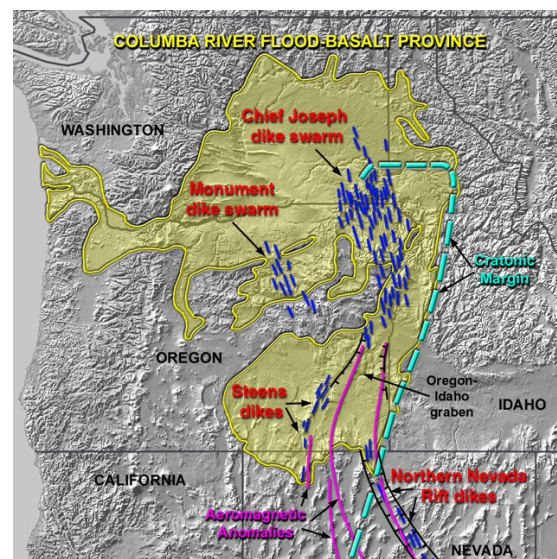 COLUMBA RIVER FLOOD-BASALT PROVINCE
WASHINGTON
Chief Joseph
dike swarm
Monument
dike swarm
Cratonic
Margin
OREGON
Oregon-
Idaho
graben
IDAHO
Steens
dikes
CALIFORNIA
Northern Nevada
Rift dikes
Aeromagnetic
Anomalies
NEVADA